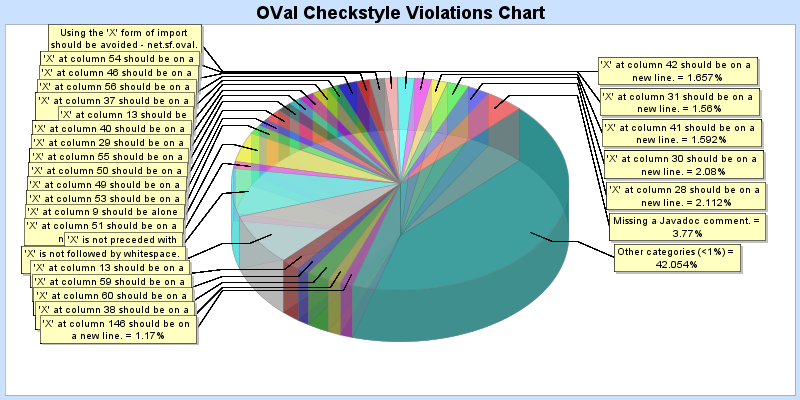 OVal Checkstyle Violations Chart
Using the 'X' form of import
should be avoided - net.sf.oval.
'X' at column 54 should be on a
'X' at column 46 should be on a
'X' at column 56 should be on a
'X' at column 37 should be on a
'X' at column 13 should be
'X' at column 40 should be on a
'X' at column 29 should be on a
'X' at column 55 should be on a
'X' at column 50 should be on a
'X' at column 49 should be on a
'X' at column 53 should be on a
'X' at column 9 should be alone
'X' at column 51 should be on a
'X' is not preceded with
'X' is not followed by whitespace.
'X' at column 13 should be on a
'X' at column 59 should be on a
'X' at column 60 should be on a
'X' at column 38 should be on a
'X' at column 146 should be on
a new line. = 1.17%
'X' at column 42 should be on a
new line. = 1.657%
'X' at column 31 should be on a
new line. = 1.56%
'X' at column 41 should be on a
new line. = 1.592%
'X' at column 30 should be on a
new line. = 2.08%
'X' at column 28 should be on a
new line. = 2.112%
Missing a Javadoc comment. =
3.77%
Other categories (<1%) =
42.054%